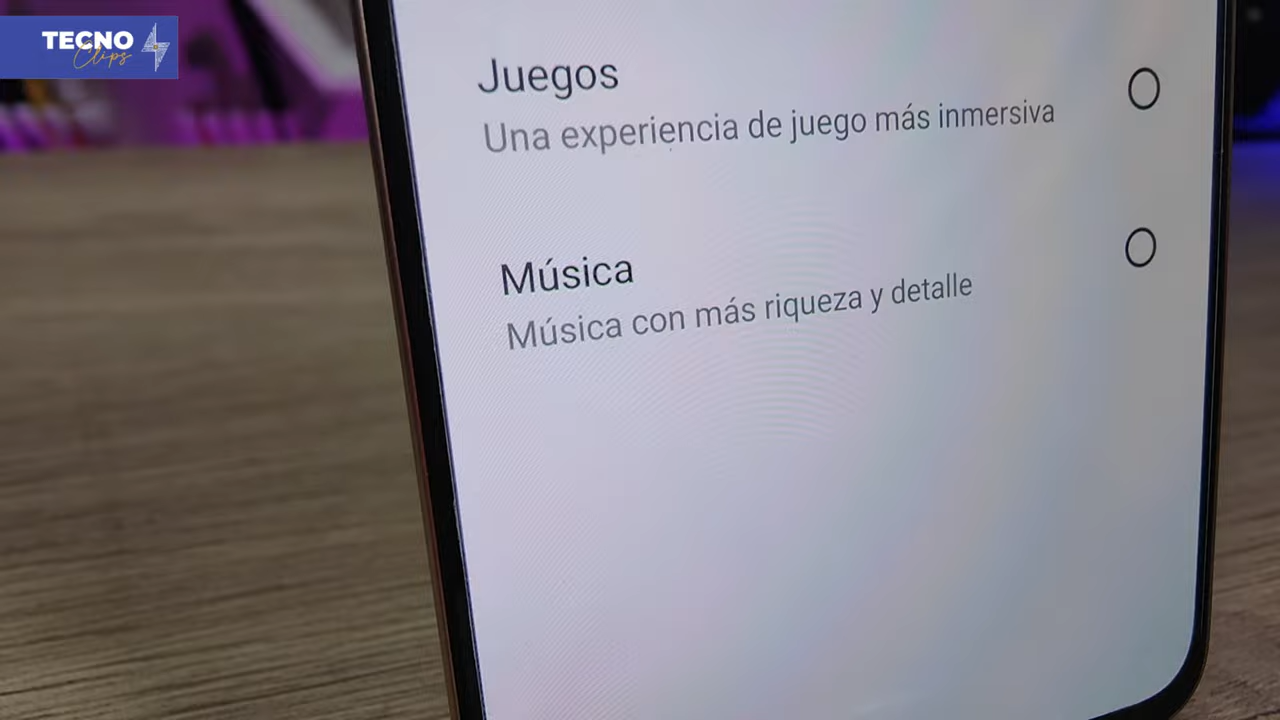 TECNO
Clips
Juegos
Una experiencia de juego más inmersiva
Música
Música con más riqueza y detalle